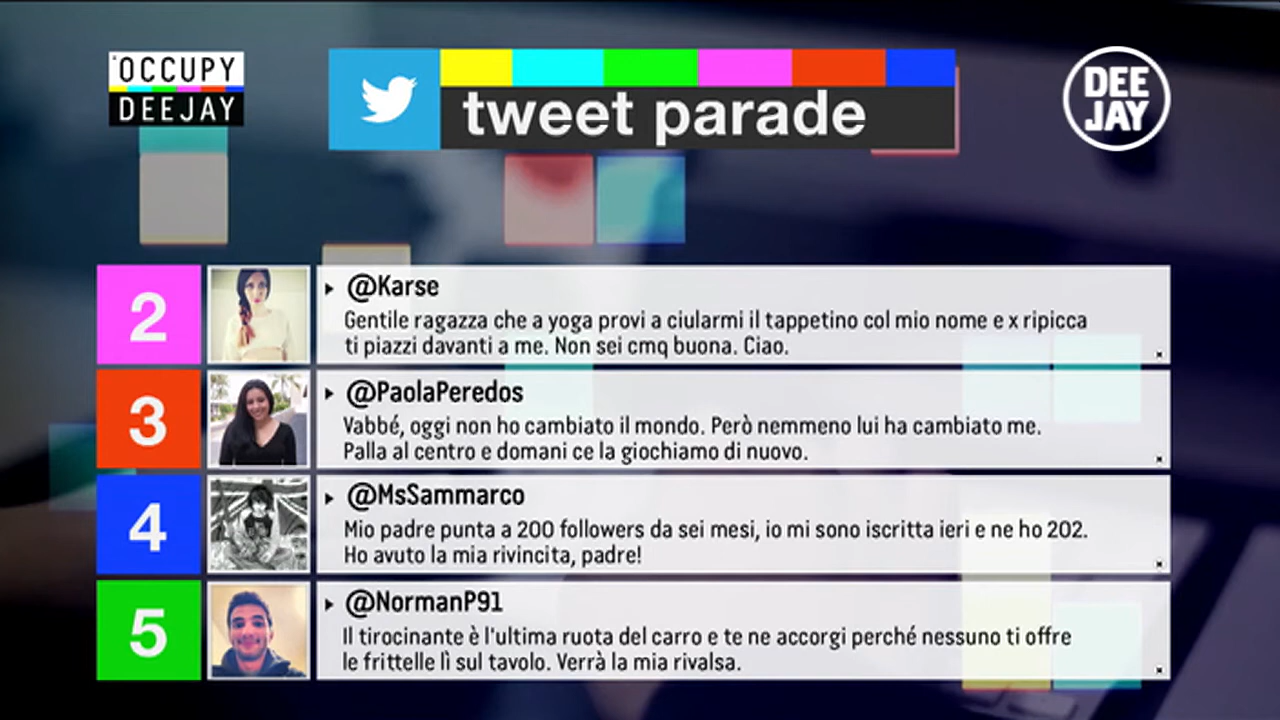 OCCUPY
DEEJAY
tweet parade
DEE
JAY
2
@Karse
Gentile ragazza che a yoga provi a ciularmi il tappetino col mio nome e x ripicca
ti piazzi davanti a me. Non sei cmq buona. Ciao.
3
@PaolaPeredos
Vabbé, oggi non ho cambiato il mondo. Però nemmeno lui ha cambiato me.
Palla al centro e domani ce la giochiamo di nuovo.
4
@MsSammarco
Mio padre punta a 200 followers da sei mesi, io mi sono iscritta ieri e ne ho 202.
Ho avuto la mia rivincita, padre!
5
@NormanP91
Il tirocinante è l'ultima ruota del carro e te ne accorgi perché nessuno ti offre
le frittelle lì sul tavolo. Verrà la mia rivalsa.